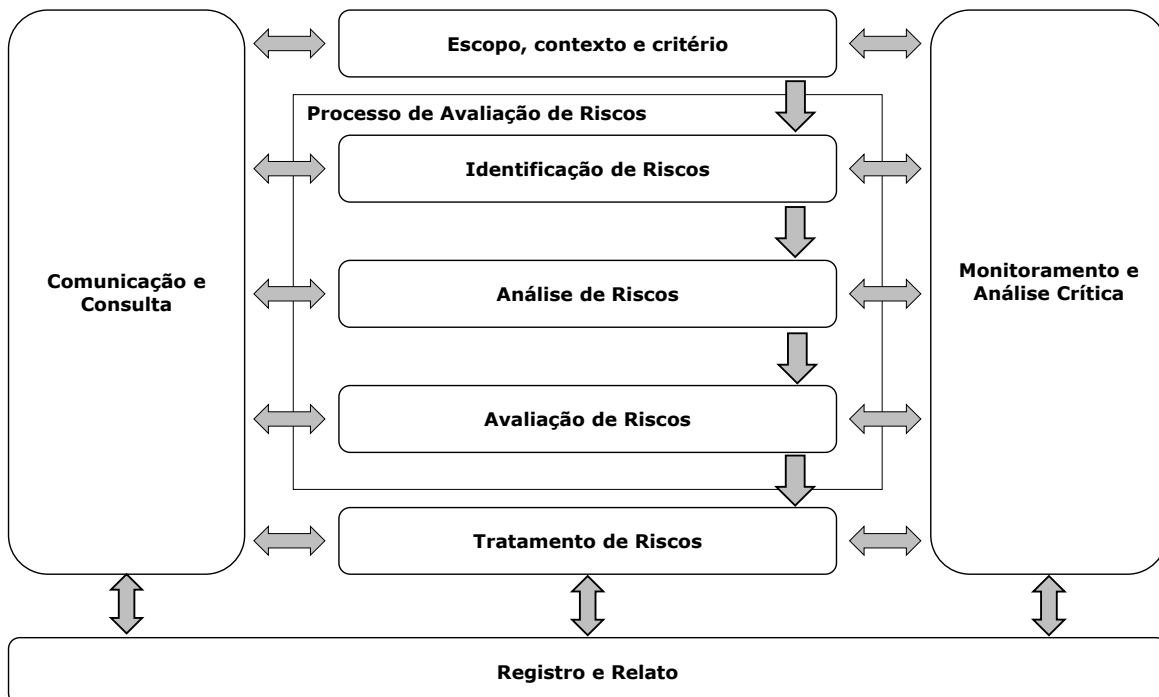 Escopo, contexto e critério
Processo de Avaliação de Riscos
Identificação de Riscos
Comunicação e
Consulta
Análise de Riscos
Monitoramento e
Análise Crítica
Avaliação de Riscos
Tratamento de Riscos
Registro e Relato